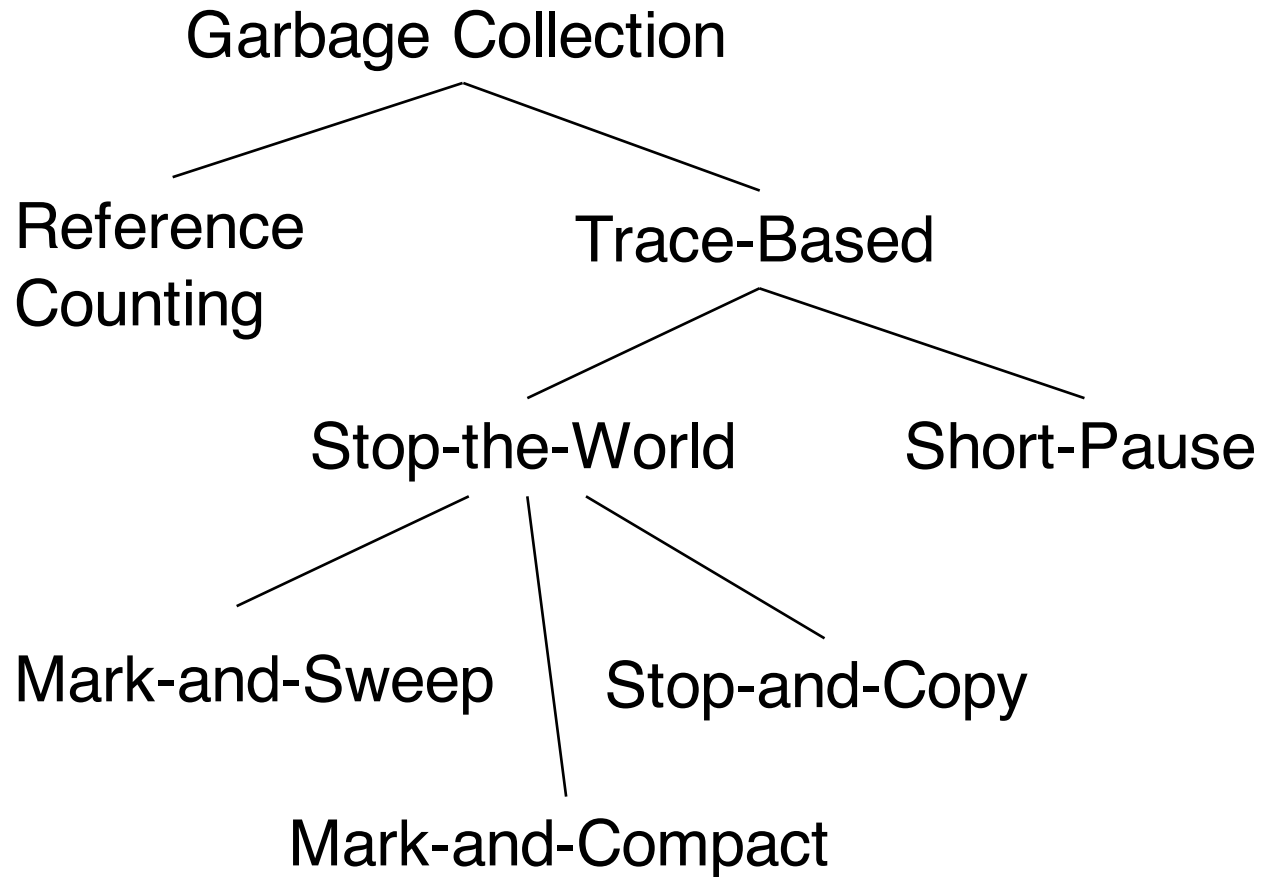 Garbage Collection
Reference
Counting
Trace-Based
Stop-the-World
Short-Pause
Mark-and-Sweep
Stop-and-Copy
Mark-and-Compact